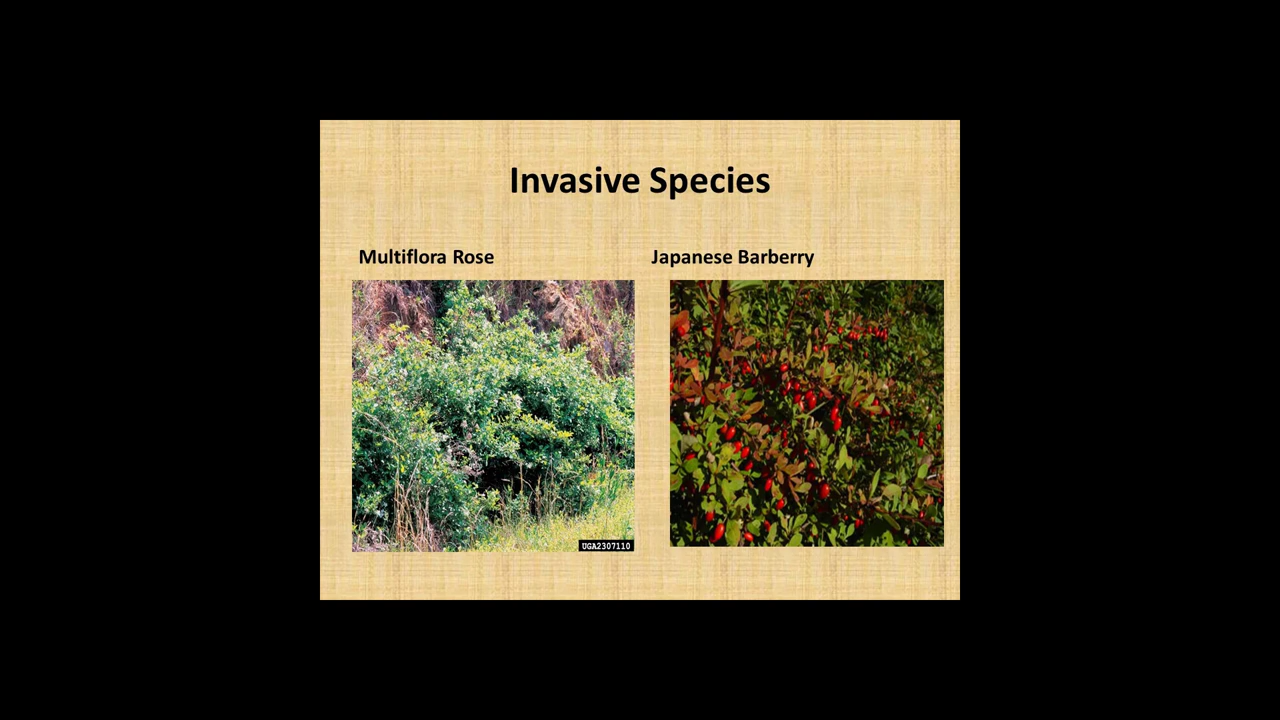 Invasive Species
Multiflora Rose
Japanese Barberry
UGA2307110